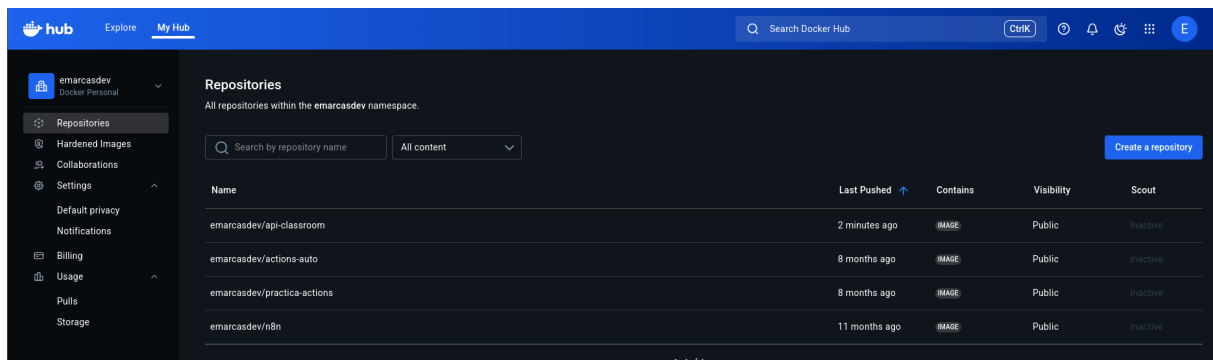 hub Explore My Hub Search Docker Hub CtrlK E
emarcasdev
Docker Personal
Repositories
Hardened Images
Collaborations
Settings
Default privacy
Notifications
Billing
Usage
Pulls
Storage
Repositories
All repositories within the emarcasdev namespace.
Search by repository name All content Create a repository
Name Last Pushed Contains Visibility Scout
emarcasdev/api-classroom 2 minutes ago IMAGE Public Inactive
emarcasdev/actions-auto 8 months ago IMAGE Public Inactive
emarcasdev/practica-actions 8 months ago IMAGE Public Inactive
emarcasdev/n8n 11 months ago IMAGE Public Inactive